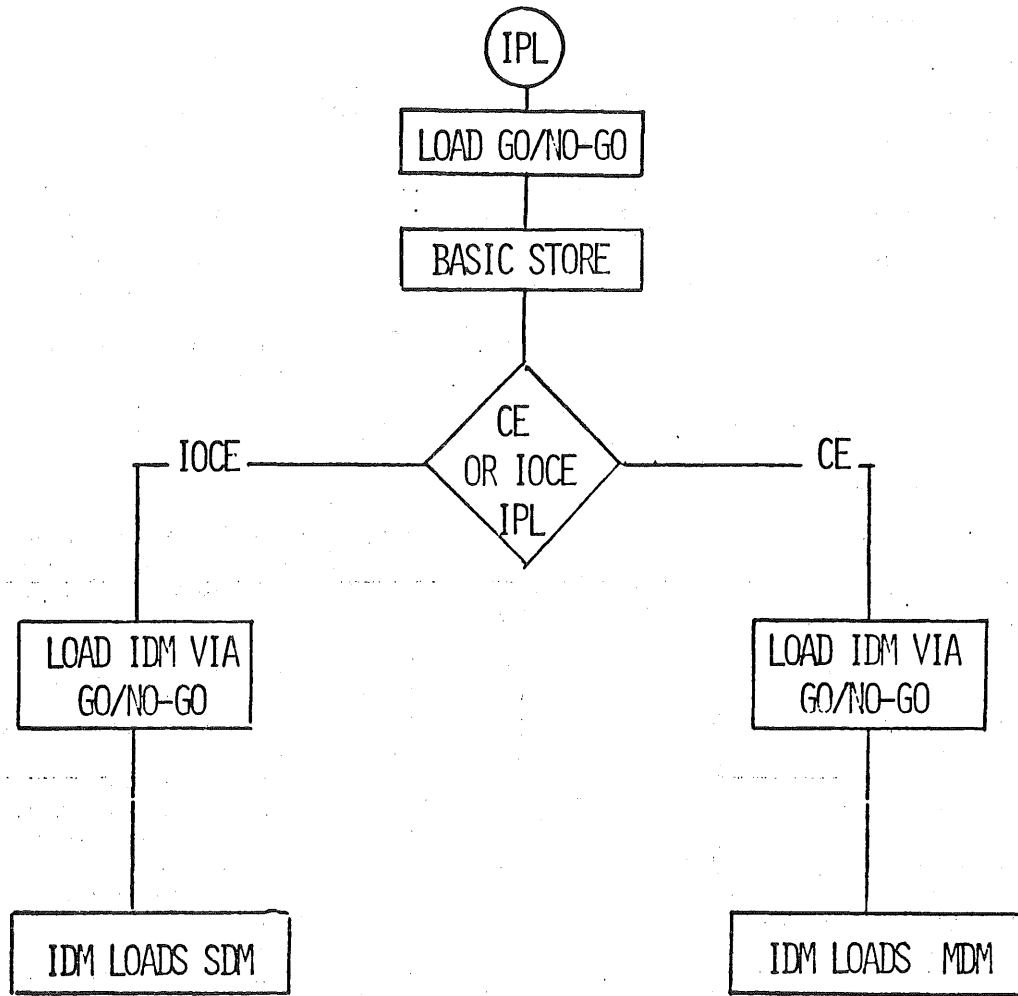 IPL
LOAD GO/NO-GO
BASIC STORE
CE
OR IOCE
IPL
IOCE
CE
LOAD IDM VIA
GO/NO-GO
LOAD IDM VIA
GO/NO-GO
IDM LOADS SDM
IDM LOADS MDM